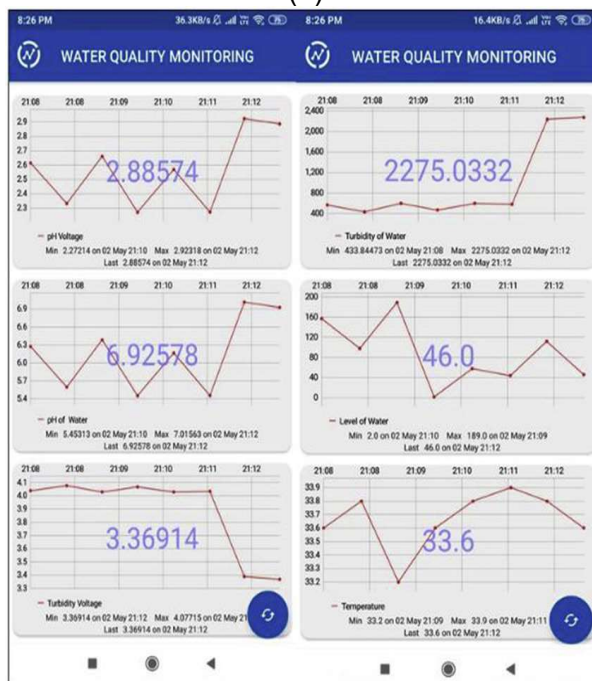 8:26 PM 36.3KB/s
WATER QUALITY MONITORING
21:08 21:08 21:09 21:10 21:11 21:12
2.9
2.8
2.7
2.6
2.5
2.4
2.3
2.88574
pH Voltage
Min 2.27214 on 02 May 21:10 Max 2.92318 on 02 May 21:12
Last 2.88574 on 02 May 21:12
21:08 21:08 21:09 21:10 21:11 21:12
6.9
6.6
6.3
6.0
5.7
5.4
6.92578
pH of Water
Min 5.45313 on 02 May 21:10 Max 7.01563 on 02 May 21:12
Last 6.92578 on 02 May 21:12
21:08 21:08 21:09 21:10 21:11 21:12
4.1
4.0
3.9
3.8
3.7
3.6
3.5
3.4
3.3
3.36914
Turbidity Voltage
Min 3.36914 on 02 May 21:12 Max 4.07715 on 02 May 21
Last 3.36914 on 02 May 21:12
8:26 PM 16.4KB/s
WATER QUALITY MONITORING
21:08 21:08 21:09 21:10 21:11 21:12
2,400
2,000
1,600
1,200
800
400
2275.0332
Turbidity of Water
Min 433.84473 on 02 May 21:08 Max 2275.0332 on 02 May 21:12
Last 2275.0332 on 02 May 21:12
21:08 21:08 21:09 21:10 21:11 21:12
200
160
120
80
40
0
46.0
Level of Water
Min 2.0 on 02 May 21:10 Max 189.0 on 02 May 21:09
Last 46.0 on 02 May 21:12
21:08 21:08 21:09 21:10 21:11 21:12
33.9
33.8
33.7
33.6
33.5
33.4
33.3
33.2
33.6
Temperature
Min 33.2 on 02 May 21:09 Max 33.9 on 02 May 21:11
Last 33.6 on 02 May 21:12